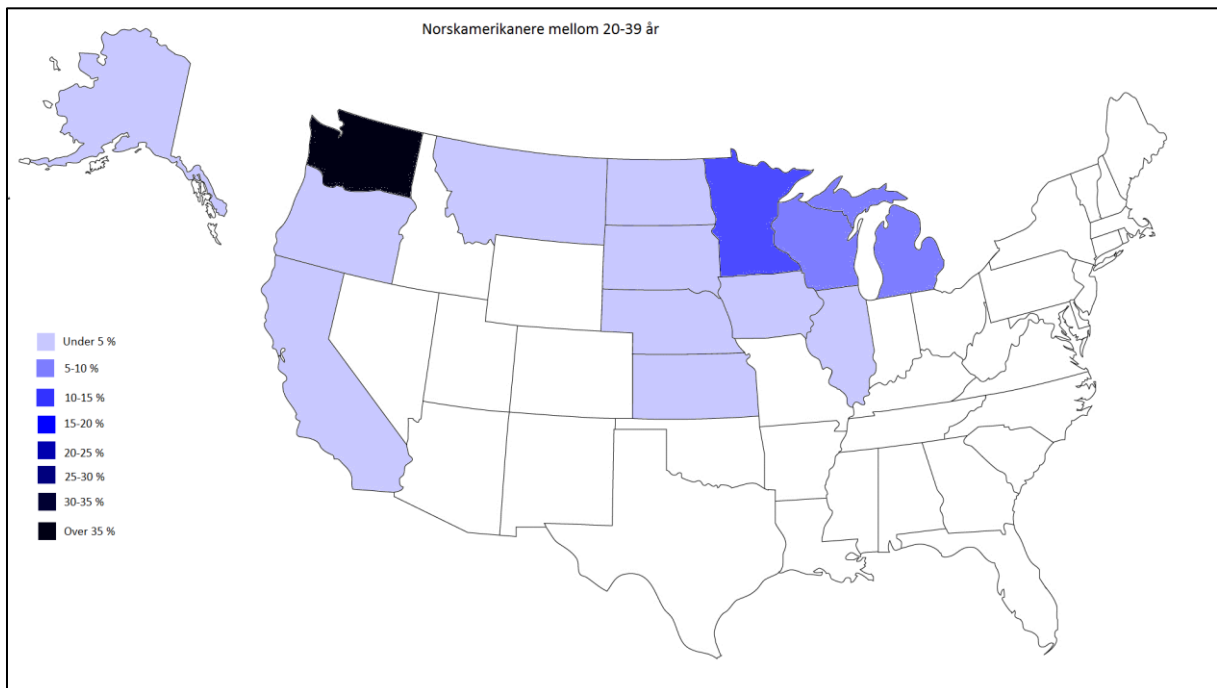 Norskamerikanere mellom 20-39 år
Under 5 %
5-10 %
10-15 %
15-20 %
20-25 %
25-30 %
30-35 %
Over 35 %